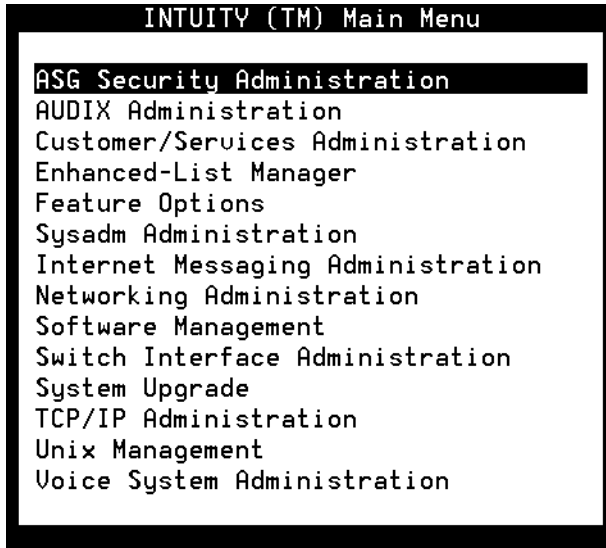 INTUITY (TM) Main Menu
ASG Security Administration
AUDIX Administration
Customer/Services Administration
Enhanced-List Manager
Feature Options
Sysadm Administration
Internet Messaging Administration
Networking Administration
Software Management
Switch Interface Administration
System Upgrade
TCP/IP Administration
Unix Management
Voice System Administration